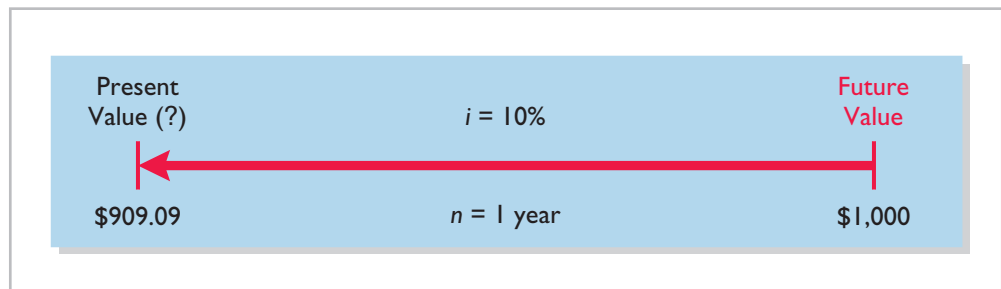 Present
Value (?)
i = 10%
Future
Value
$909.09
n = 1 year
$1,000